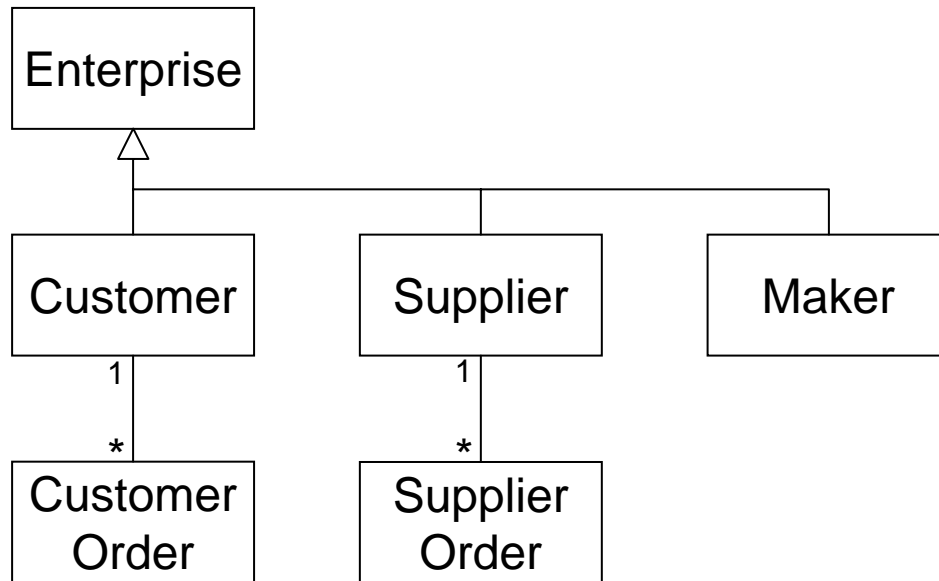 Enterprise
Customer
Supplier
Maker
1
1
*
*
Customer
Order
Supplier
Order